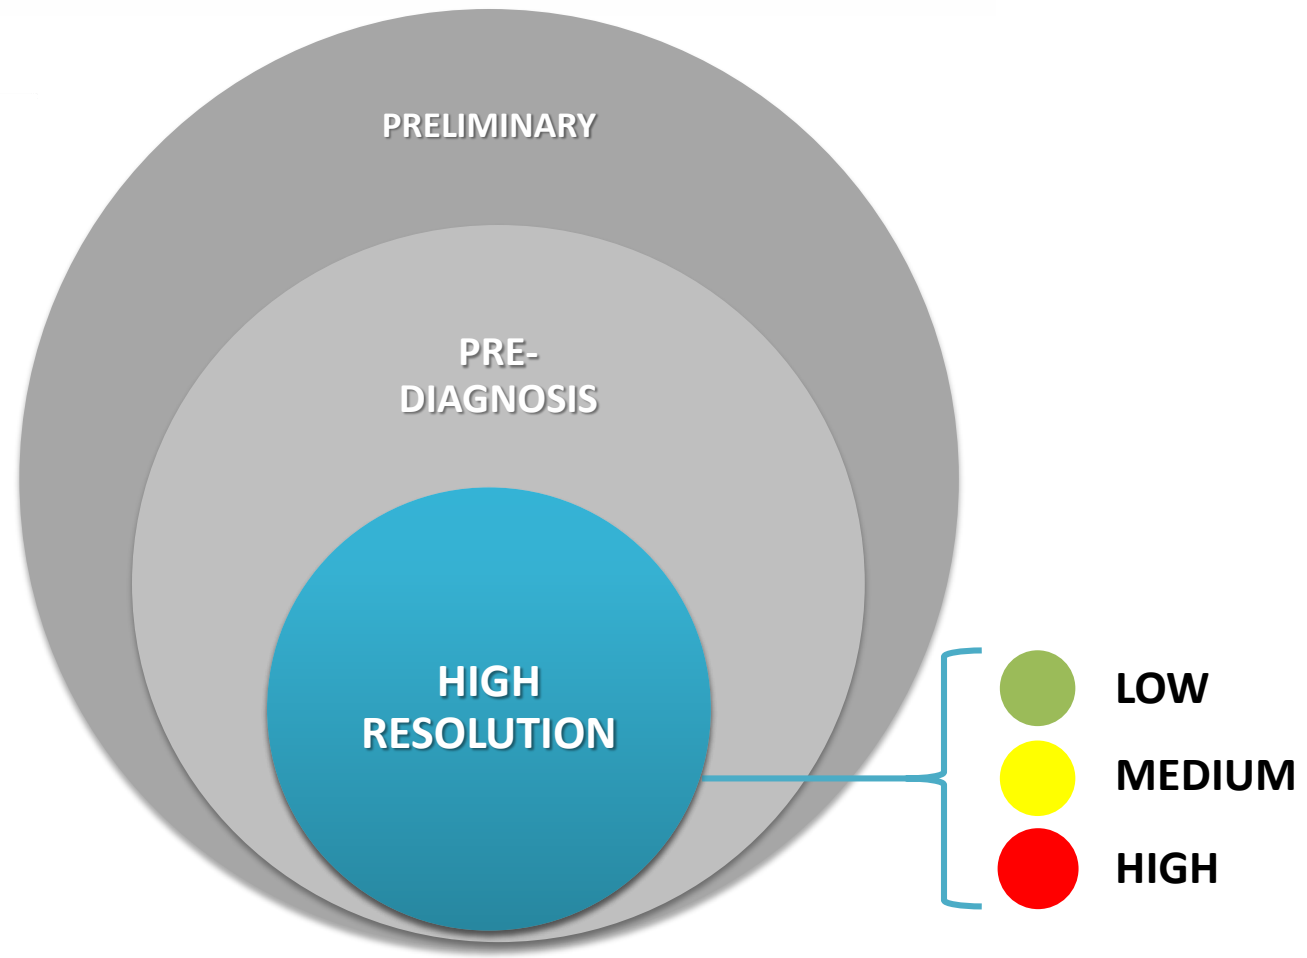 PRELIMINARY
PRE-
DIAGNOSIS
HIGH
RESOLUTION
LOW
MEDIUM
HIGH